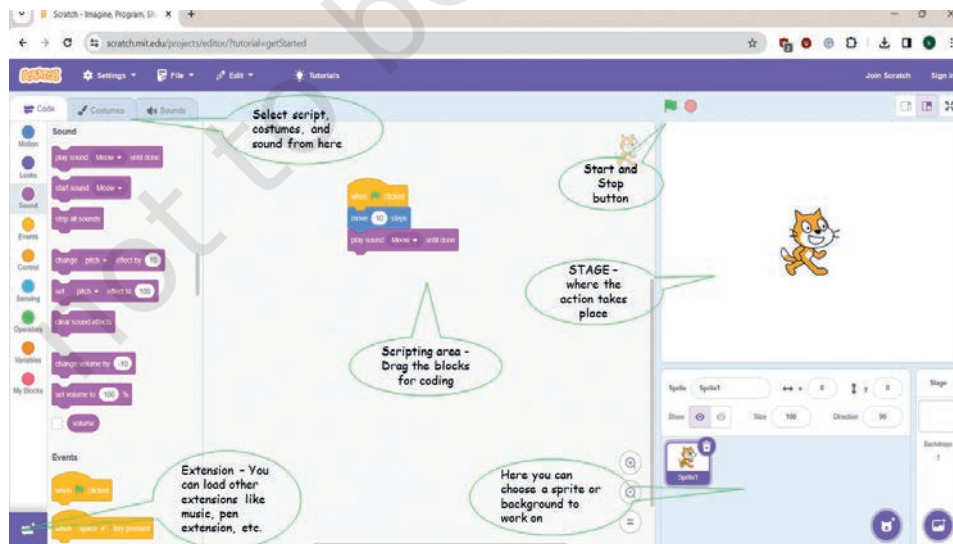 Scratch - Imagine, Program, Sh
scratch.mit.edu/projects/editor/?tutorial=getStarted
SCRATCH Settings File Edit Tutorials Join Scratch Sign in
Code Costumes Sounds
Select script,
costumes, and
sound from here
Motion
Looks
Sound
Events
Control
Sensing
Operators
Variables
My Blocks
Sound
play sound Meow until done
start sound Meow
stop all sounds
change pitch effect by 10
set pitch effect to 100
clear sound effects
change volume by -10
set volume to 100 %
volume
Events
when clicked
when space key pressed
when clicked
move 10 steps
play sound Meow until done
Start and
Stop
button
STAGE -
where the
action takes
place
Scripting area -
Drag the blocks
for coding
Extension - You
can load other
extensions like
music, pen
extension, etc.
Here you can
choose a sprite or
background to
work on
Sprite Sprite1 x 0 y 0
Show Size 100 Direction 90
Sprite1
Stage
Backdrops
1
not to be